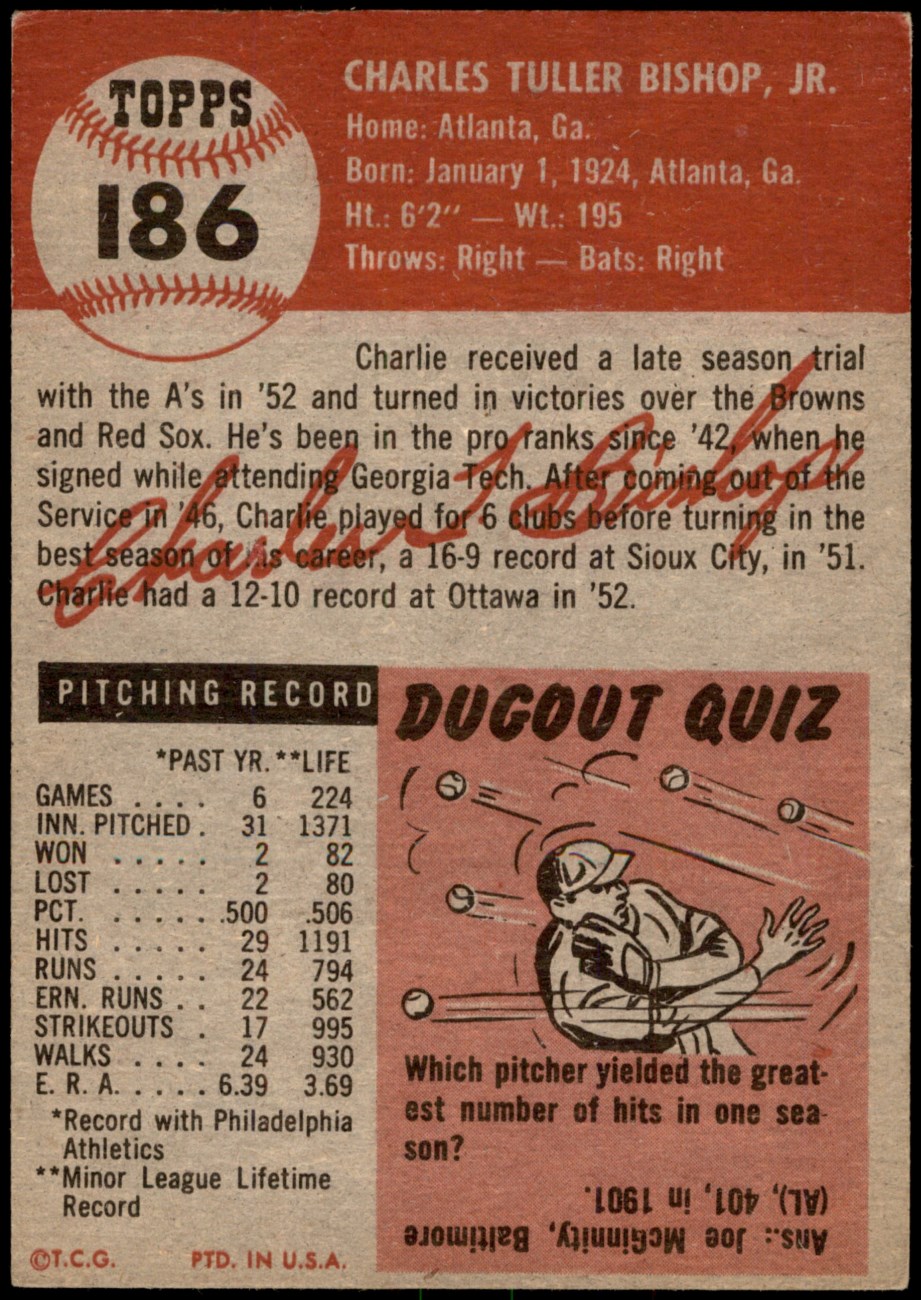 TOPPS
186
CHARLES TULLER BISHOP, JR.
Home: Atlanta, Ga.
Born: January 1, 1924, Atlanta, Ga.
Ht.: 6'2" — Wt.: 195
Throws: Right — Bats: Right
Charlie received a late season trial
with the A's in '52 and turned in victories over the Browns
and Red Sox. He's been in the pro ranks since '42, when he
signed while attending Georgia Tech. After coming out of the
Service in '46, Charlie played for 6 clubs before turning in the
best season of his career, a 16-9 record at Sioux City, in '51.
Charlie had a 12-10 record at Ottawa in '52.
Charles T. Bishop
PITCHING RECORD
*PAST YR. **LIFE
GAMES . . . . 6 224
INN. PITCHED . 31 1371
WON . . . . . 2 82
LOST . . . . . 2 80
PCT. . . . . . .500 .506
HITS . . . . . 29 1191
RUNS . . . . . 24 794
ERN. RUNS . . 22 562
STRIKEOUTS . 17 995
WALKS . . . . 24 930
E. R. A. . . . . 6.39 3.69
*Record with Philadelphia
Athletics
**Minor League Lifetime
Record
DUGOUT QUIZ
Which pitcher yielded the great-
est number of hits in one sea-
son?
Ans.: Joe McGinnity, Baltimore
(AL), 401, in 1901.
©T.C.G. PTD. IN U.S.A.